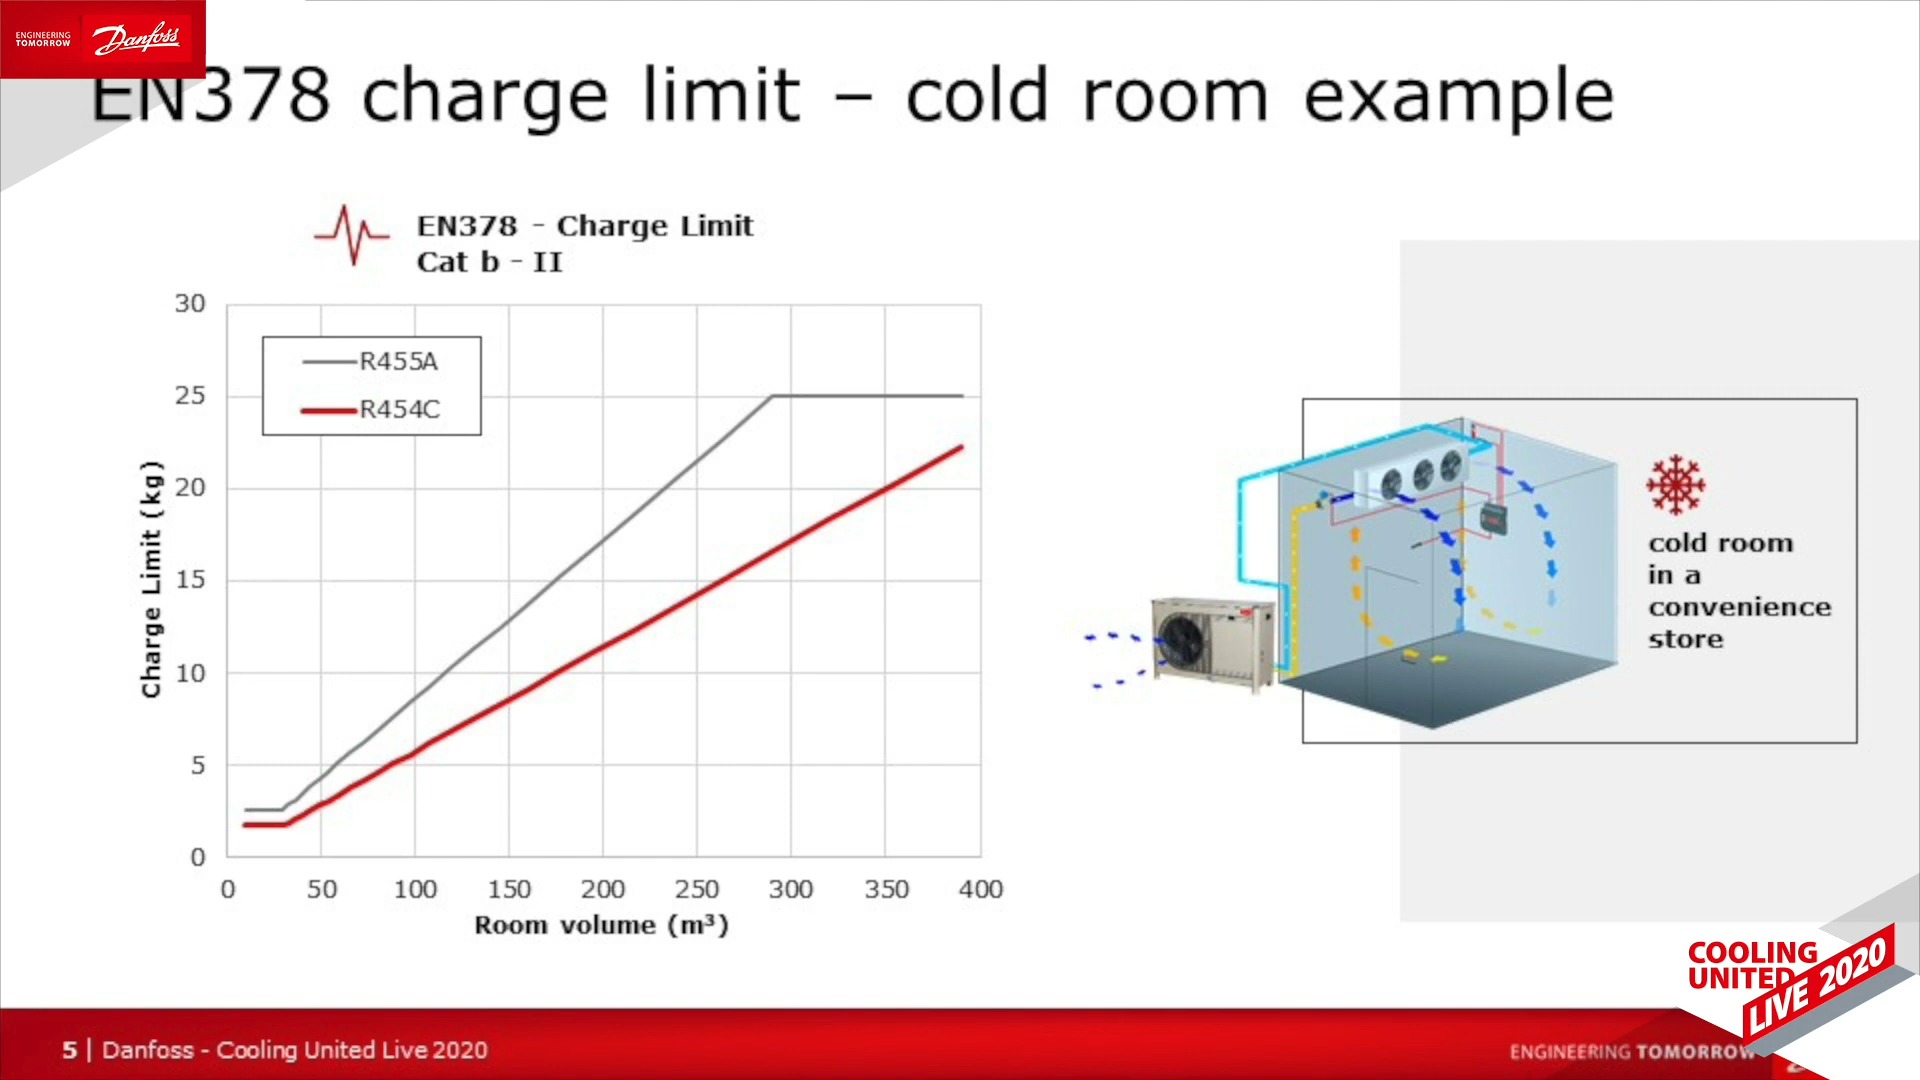 ENGINEERING
TOMORROW
Danfoss
EN378 charge limit – cold room example
EN378 - Charge Limit
Cat b - II
30
25
20
15
10
5
0
R455A
R454C
Charge Limit (kg)
0 50 100 150 200 250 300 350 400
Room volume (m³)
cold room
in a
convenience
store
COOLING
UNITED
LIVE 2020
5 | Danfoss - Cooling United Live 2020
ENGINEERING TOMORROW